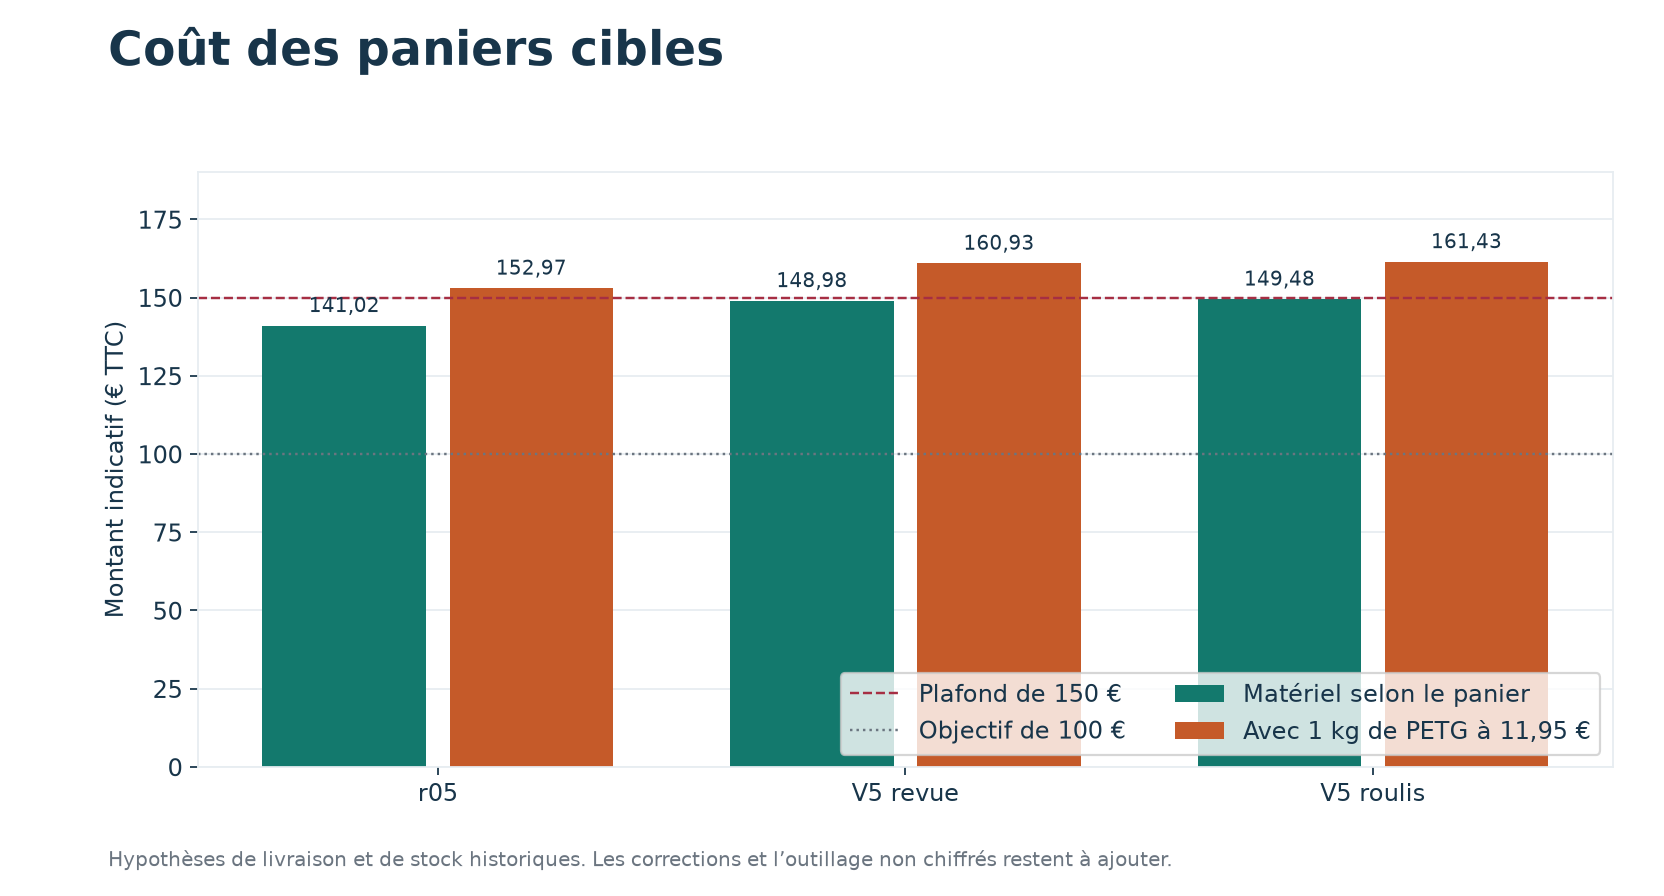 Coût des paniers cibles
Montant indicatif (€ TTC)
175
150
125
100
75
50
25
0
141,02
152,97
148,98
160,93
149,48
161,43
Plafond de 150 €
Objectif de 100 €
Matériel selon le panier
Avec 1 kg de PETG à 11,95 €
r05
V5 revue
V5 roulis
Hypothèses de livraison et de stock historiques. Les corrections et l’outillage non chiffrés restent à ajouter.